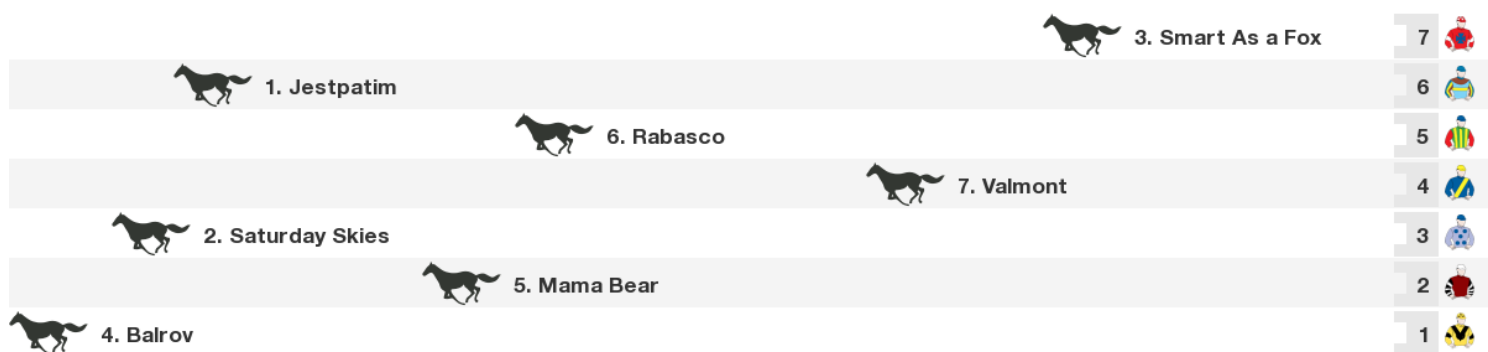 3. Smart As a Fox 7
1. Jestpatim 6
6. Rabasco 5
7. Valmont 4
2. Saturday Skies 3
5. Mama Bear 2
4. Balrov 1